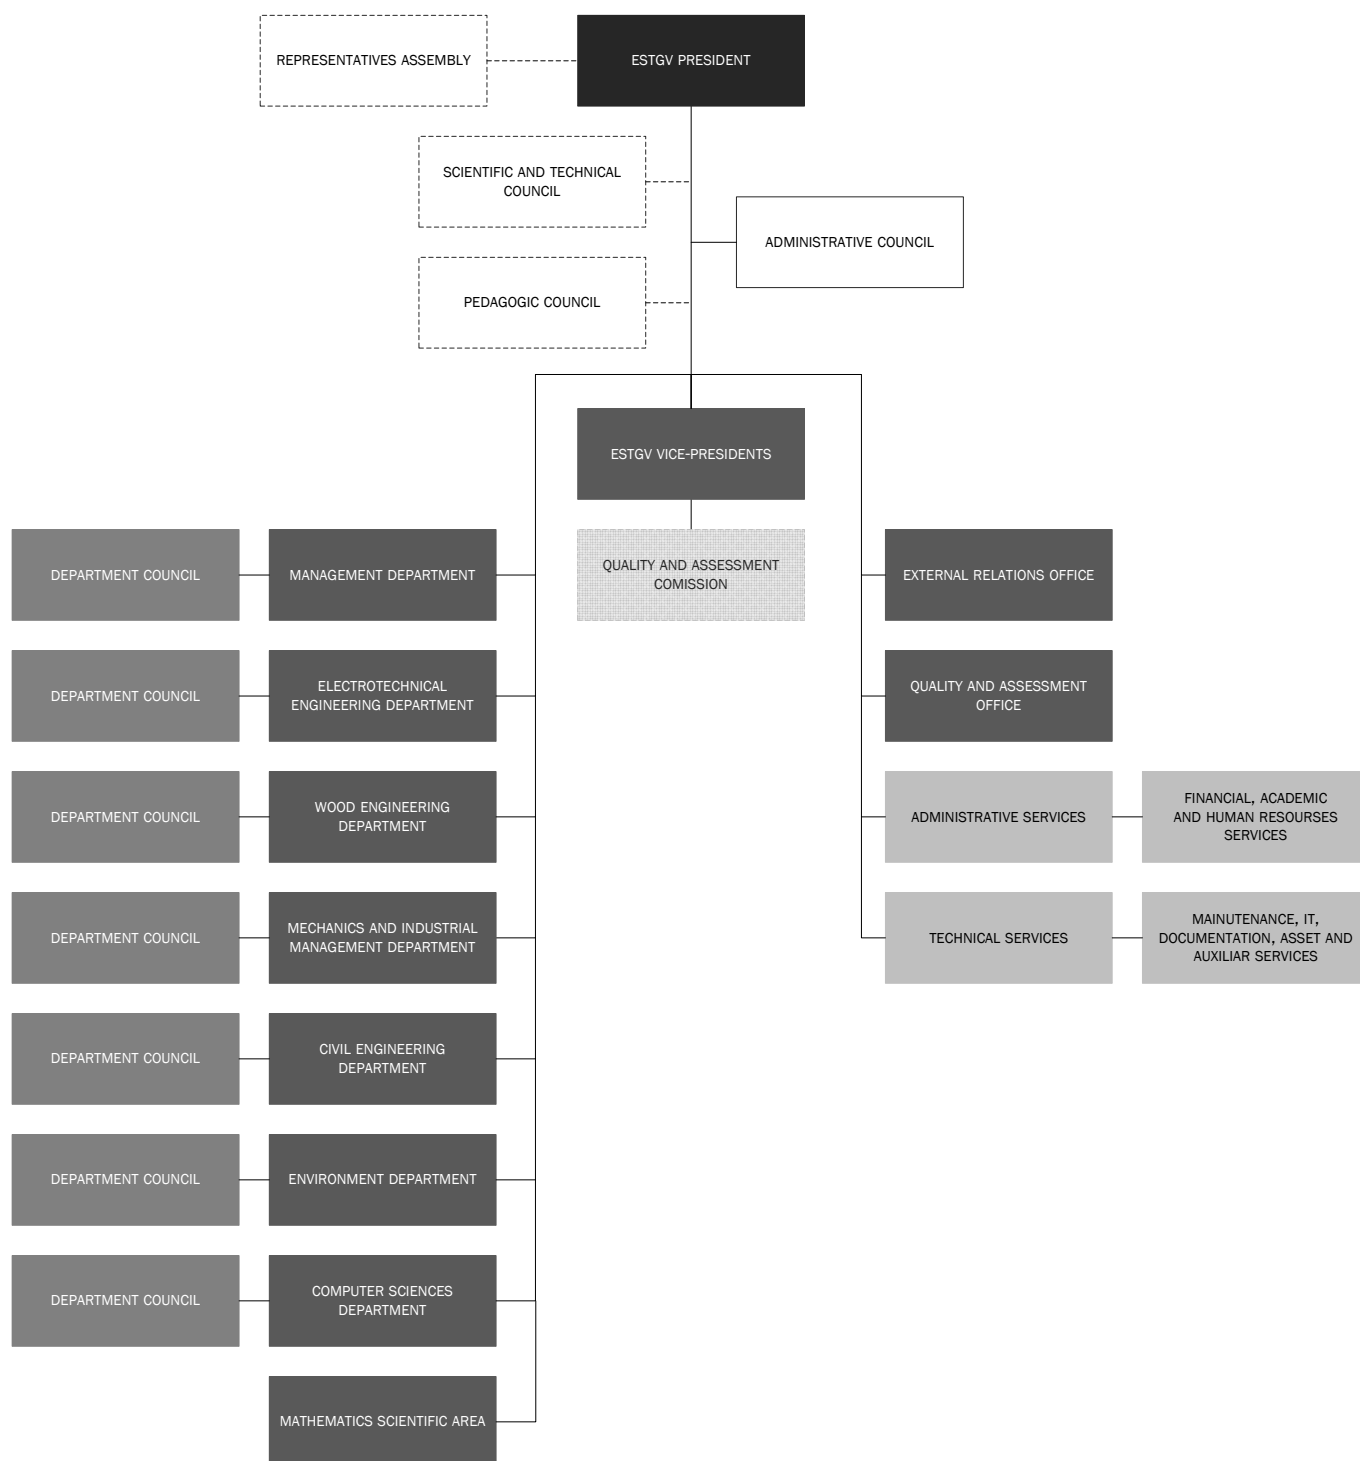 REPRESENTATIVES ASSEMBLY
ESTGV PRESIDENT
SCIENTIFIC AND TECHNICAL
COUNCIL
ADMINISTRATIVE COUNCIL
PEDAGOGIC COUNCIL
ESTGV VICE-PRESIDENTS
DEPARTMENT COUNCIL
MANAGEMENT DEPARTMENT
QUALITY AND ASSESSMENT
COMISSION
EXTERNAL RELATIONS OFFICE
DEPARTMENT COUNCIL
ELECTROTECHNICAL
ENGINEERING DEPARTMENT
QUALITY AND ASSESSMENT
OFFICE
DEPARTMENT COUNCIL
WOOD ENGINEERING
DEPARTMENT
ADMINISTRATIVE SERVICES
FINANCIAL, ACADEMIC
AND HUMAN RESOURSES
SERVICES
DEPARTMENT COUNCIL
MECHANICS AND INDUSTRIAL
MANAGEMENT DEPARTMENT
TECHNICAL SERVICES
MAINUTENANCE, IT,
DOCUMENTATION, ASSET AND
AUXILIAR SERVICES
DEPARTMENT COUNCIL
CIVIL ENGINEERING
DEPARTMENT
DEPARTMENT COUNCIL
ENVIRONMENT DEPARTMENT
DEPARTMENT COUNCIL
COMPUTER SCIENCES
DEPARTMENT
MATHEMATICS SCIENTIFIC AREA